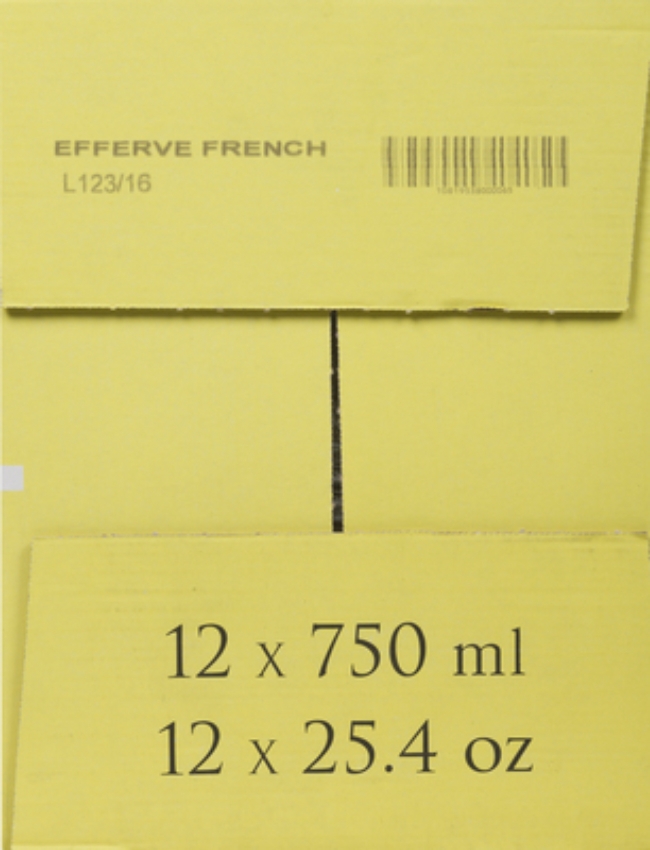 EFFERVE FRENCH
L123/16
12 x 750 ml
12 x 25.4 oz